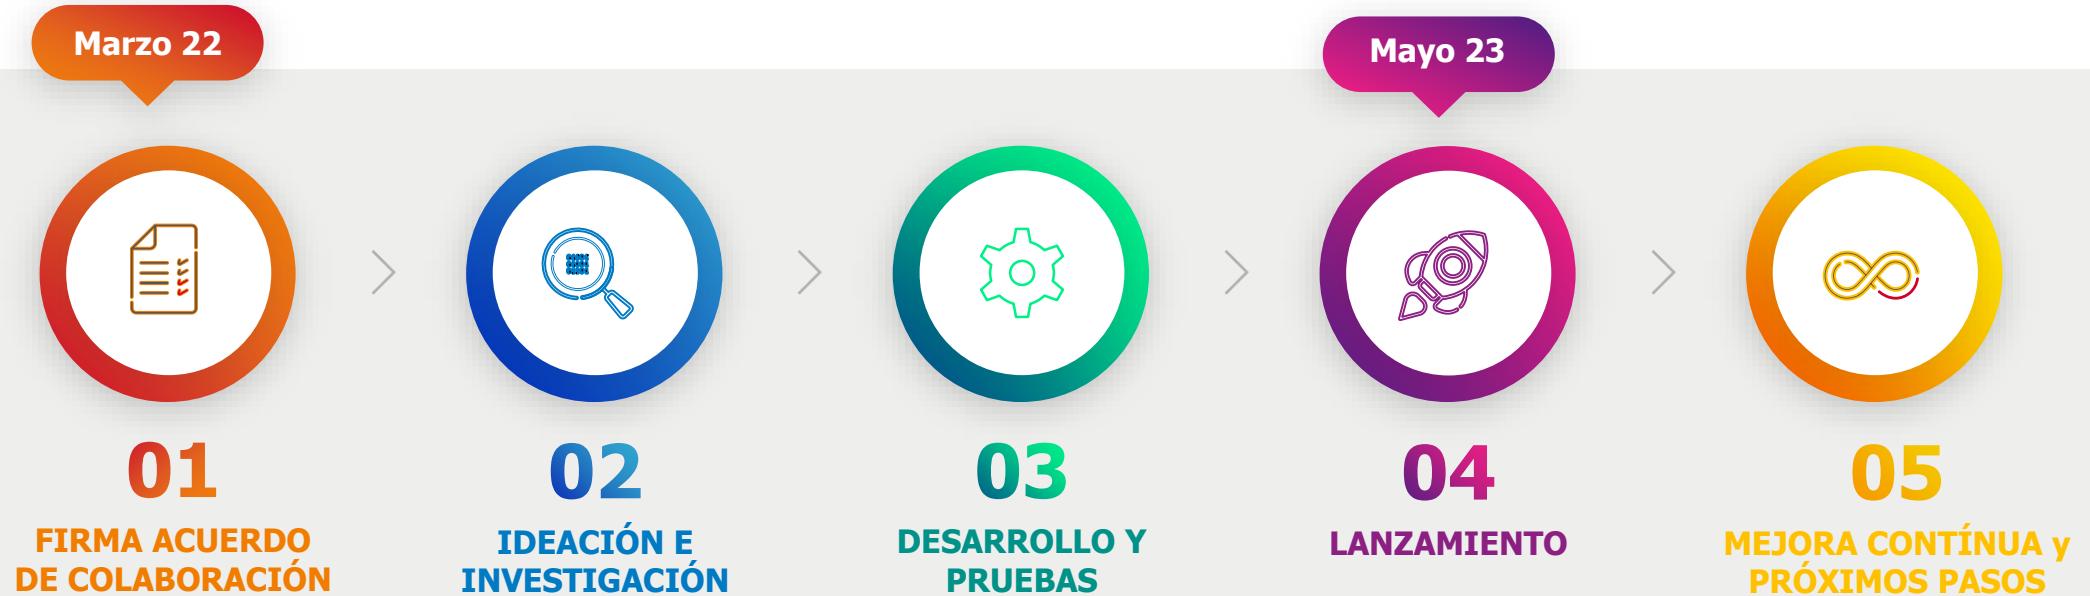 Marzo 22
Mayo 23
01
FIRMA ACUERDO
DE COLABORACIÓN
02
IDEACIÓN E
INVESTIGACIÓN
03
DESARROLLO Y
PRUEBAS
04
LANZAMIENTO
05
MEJORA CONTÍNUA y
PRÓXIMOS PASOS